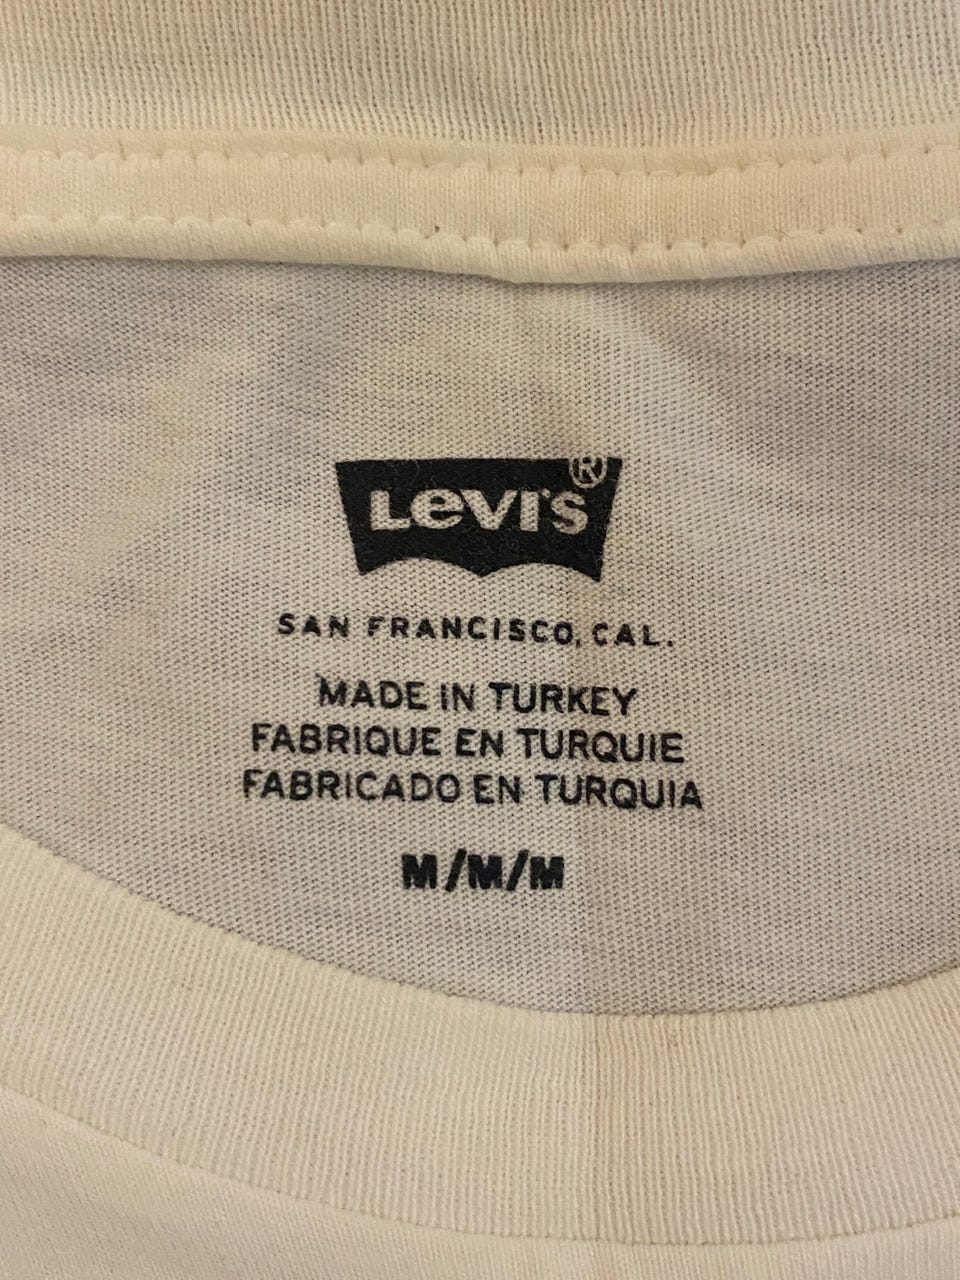 Levi's ®
SAN FRANCISCO, CAL.
MADE IN TURKEY
FABRIQUE EN TURQUIE
FABRICADO EN TURQUIA
M/M/M